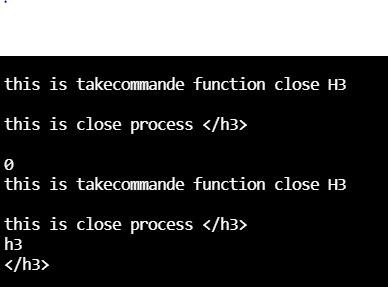 this is takecommande function close H3
this is close process </h3>
0
this is takecommande function close H3
this is close process </h3>
h3
</h3>